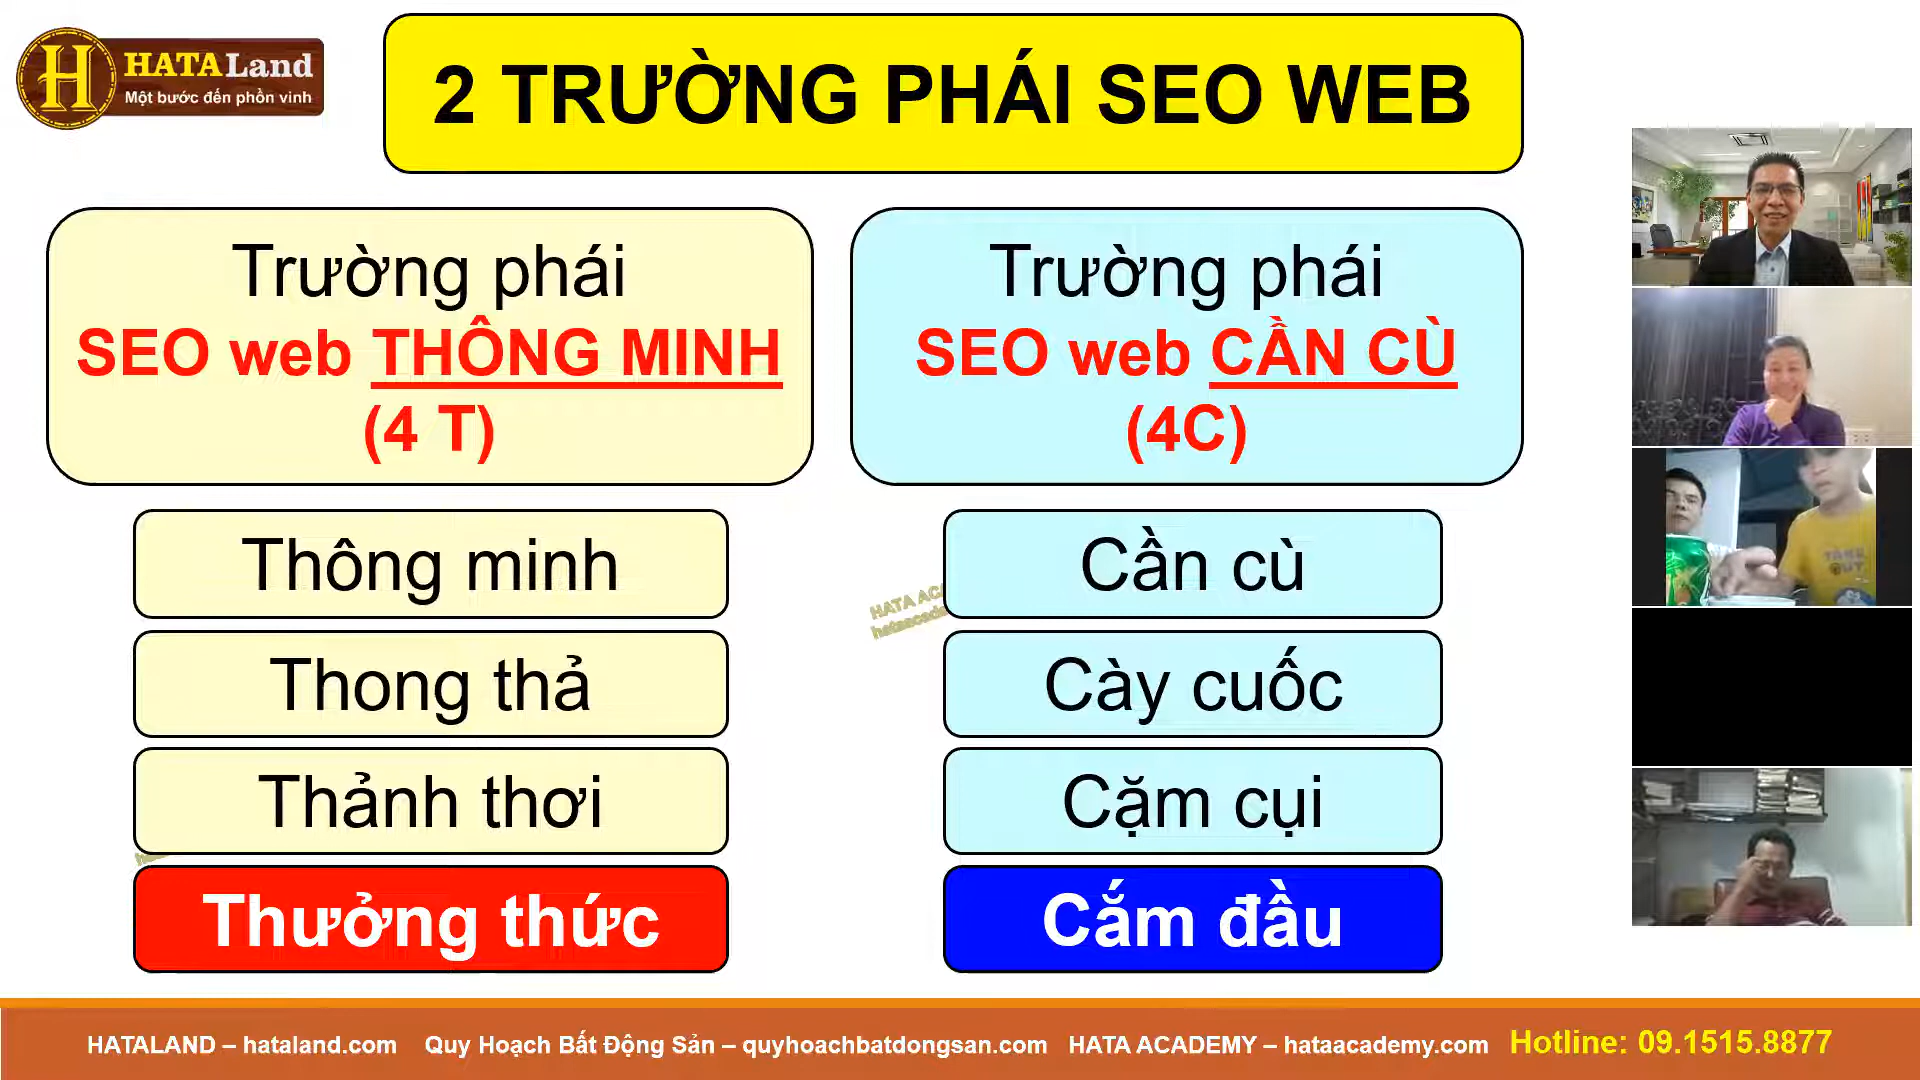 HATALand
Một bước đến phồn vinh
2 TRƯỜNG PHÁI SEO WEB
Trường phái
SEO web THÔNG MINH
(4 T)
Trường phái
SEO web CẦN CÙ
(4C)
Thông minh
Thong thả
Thảnh thơi
Thưởng thức
HATA
Cần cù
Cày cuốc
Cặm cụi
Cắm đầu
HATALAND – hataland.com Quy Hoạch Bất Động Sản – quyhoachbatdongsan.com HATA ACADEMY – hataacademy.com Hotline: 09.1515.8877